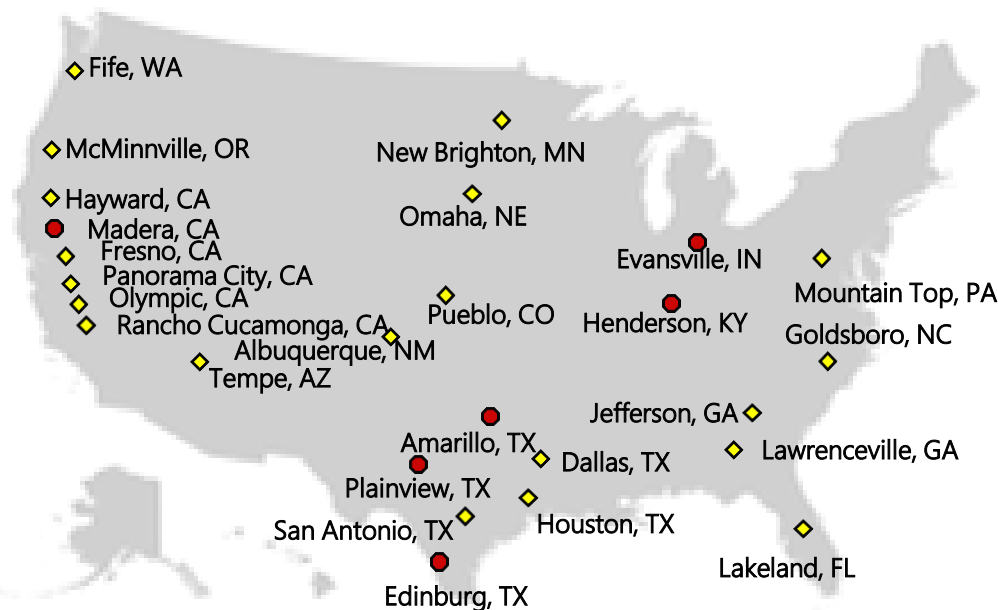 Fife, WA
McMinnville, OR
New Brighton, MN
Hayward, CA
Omaha, NE
Madera, CA
Fresno, CA
Evansville, IN
Panorama City, CA
Mountain Top, PA
Olympic, CA
Pueblo, CO
Rancho Cucamonga, CA
Henderson, KY
Goldsboro, NC
Albuquerque, NM
Tempe, AZ
Jefferson, GA
Amarillo, TX
Lawrenceville, GA
Dallas, TX
Plainview, TX
Houston, TX
San Antonio, TX
Lakeland, FL
Edinburg, TX